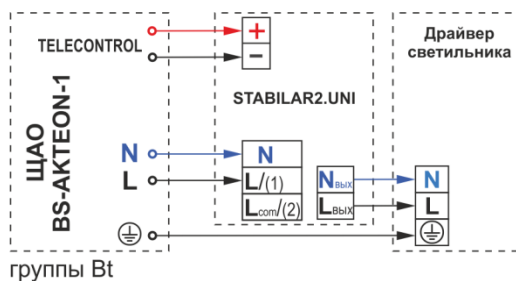 TELECONTROL
+
−
ЩАО
BS-AKTEON-1
N
L
группы Bt
STABILAR2.UNI
N
L/(1)
Lcom/(2)
Nвых
Lвых
Драйвер
светильника
N
L